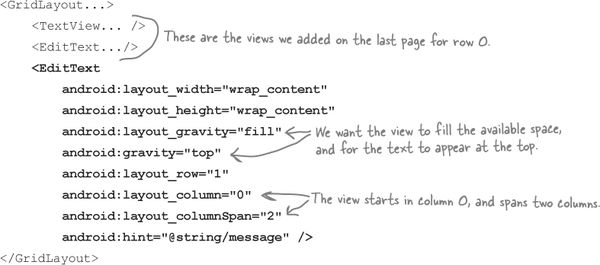 <GridLayout...>
<TextView... />
<EditText.../>
These are the views we added on the last page for row 0.
<EditText
android:layout_width="wrap_content"
android:layout_height="wrap_content"
android:layout_gravity="fill"
android:gravity="top"
We want the view to fill the available space,
and for the text to appear at the top.
android:layout_row="1"
android:layout_column="0"
android:layout_columnSpan="2"
The view starts in column 0, and spans two columns.
android:hint="@string/message" />
</GridLayout>